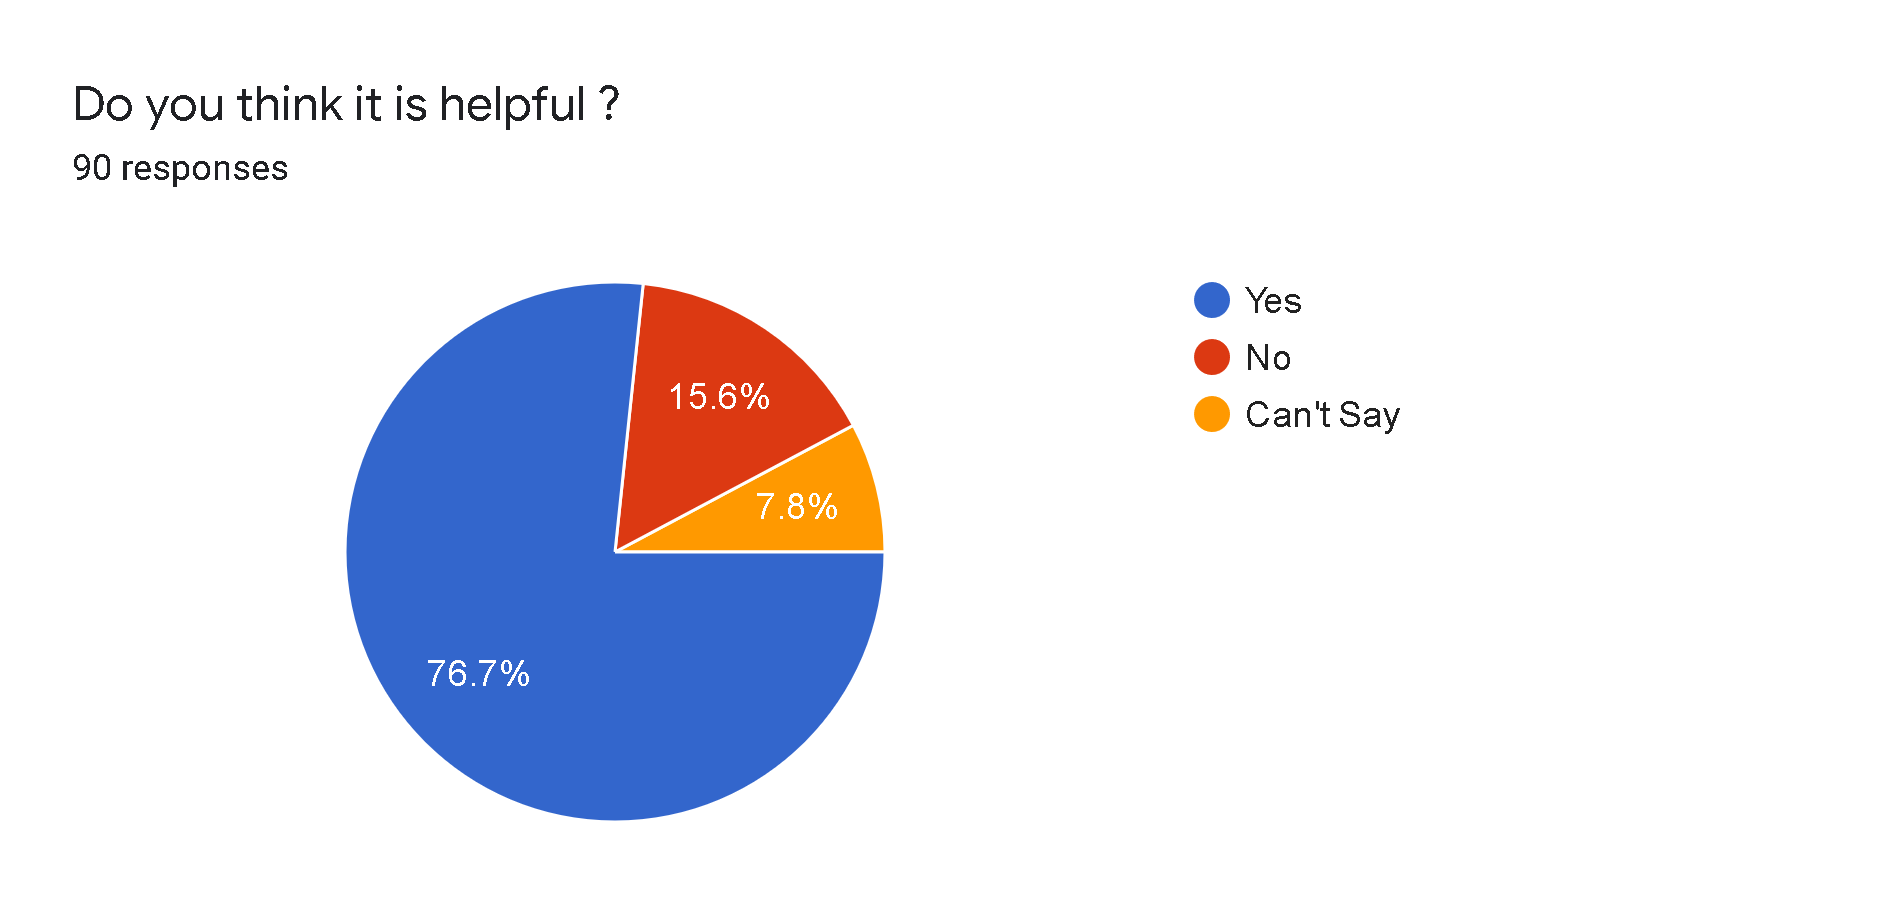 Do you think it is helpful ?
90 responses
15.6%
7.8%
76.7%
Yes
No
Can't Say